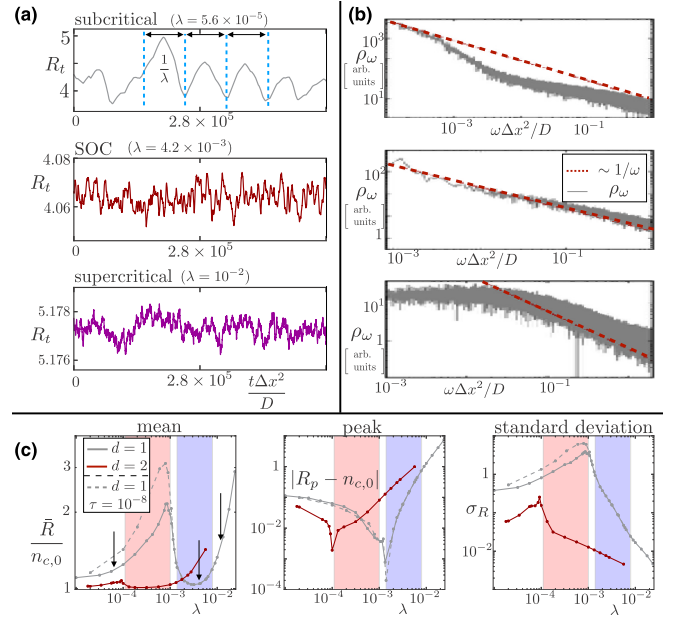 (a)
subcritical (λ = 5.6 × 10⁻⁵)
5
R_t
4
1/λ
0
2.8 × 10⁵
SOC (λ = 4.2 × 10⁻³)
4.08
R_t
4.06
0
2.8 × 10⁵
supercritical (λ = 10⁻²)
5.178
R_t
5.176
0
2.8 × 10⁵
tΔx²/D
(b)
10³
ρ_ω
[arb. units]
10¹
10⁻³
10⁻¹
ωΔx²/D
10²
ρ_ω
[arb. units]
1
~ 1/ω
ρ_ω
10⁻³
10⁻¹
ωΔx²/D
10¹
ρ_ω
[arb. units]
1
10⁻³
10⁻¹
ωΔx²/D
(c)
mean
d = 1
d = 2
d = 1
τ = 10⁻⁸
3
2
1
R̄/n_{c,0}
10⁻⁴
10⁻³
10⁻²
λ
peak
|R_p − n_{c,0}|
1
10⁻²
10⁻⁴
10⁻⁴
10⁻³
10⁻²
λ
standard deviation
1
σ_R
10⁻²
10⁻⁴
10⁻³
10⁻²
λ